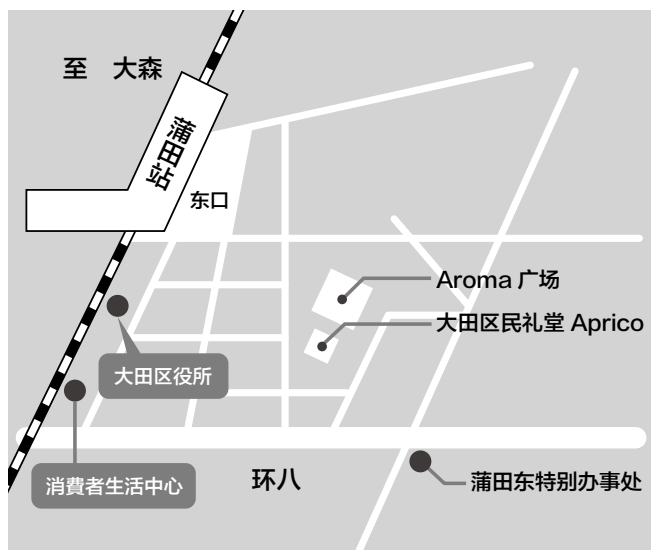 至　大森
蒲田站
东口
Aroma 广场
大田区民礼堂 Aprico
大田区役所
消費者生活中心
环八
蒲田东特别办事处